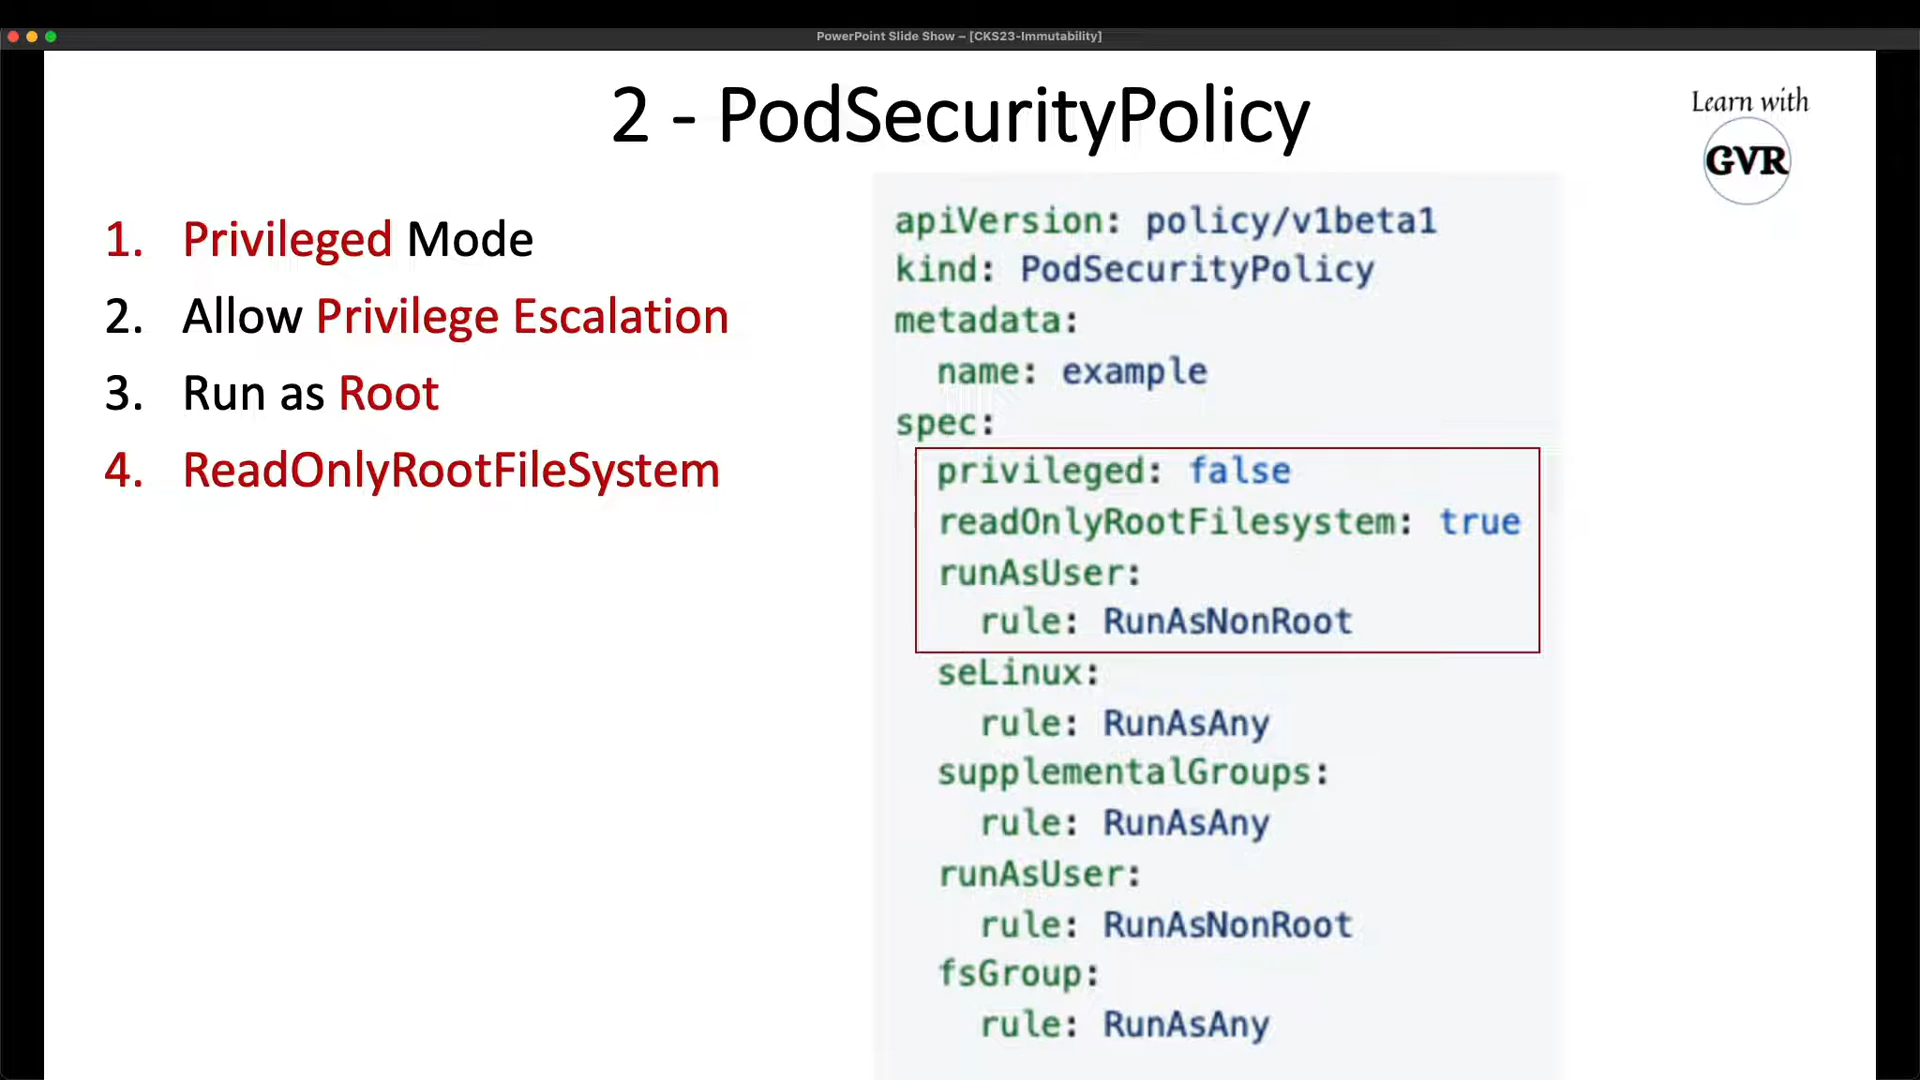 PowerPoint Slide Show – [CKS23-Immutability]
2 - PodSecurityPolicy
Learn with
GVR
1. Privileged Mode
2. Allow Privilege Escalation
3. Run as Root
4. ReadOnlyRootFileSystem
apiVersion: policy/v1beta1
kind: PodSecurityPolicy
metadata:
  name: example
spec:
  privileged: false
  readOnlyRootFilesystem: true
  runAsUser:
    rule: RunAsNonRoot
  seLinux:
    rule: RunAsAny
  supplementalGroups:
    rule: RunAsAny
  runAsUser:
    rule: RunAsNonRoot
  fsGroup:
    rule: RunAsAny